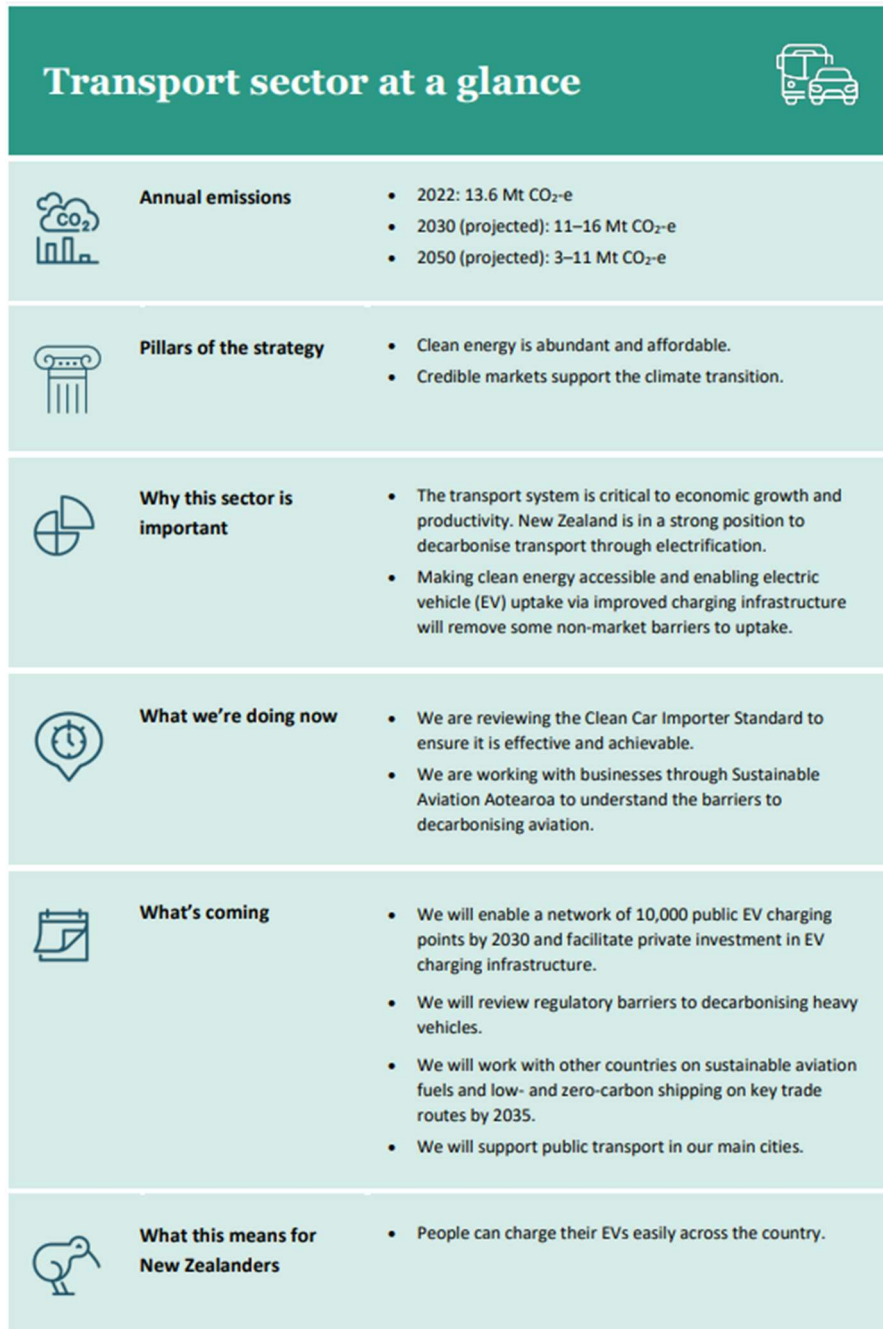 Transport sector at a glance
CO₂
Annual emissions
• 2022: 13.6 Mt CO₂-e
• 2030 (projected): 11–16 Mt CO₂-e
• 2050 (projected): 3–11 Mt CO₂-e
Pillars of the strategy
• Clean energy is abundant and affordable.
• Credible markets support the climate transition.
Why this sector is
important
• The transport system is critical to economic growth and
productivity. New Zealand is in a strong position to
decarbonise transport through electrification.
• Making clean energy accessible and enabling electric
vehicle (EV) uptake via improved charging infrastructure
will remove some non-market barriers to uptake.
What we’re doing now
• We are reviewing the Clean Car Importer Standard to
ensure it is effective and achievable.
• We are working with businesses through Sustainable
Aviation Aotearoa to understand the barriers to
decarbonising aviation.
What’s coming
• We will enable a network of 10,000 public EV charging
points by 2030 and facilitate private investment in EV
charging infrastructure.
• We will review regulatory barriers to decarbonising heavy
vehicles.
• We will work with other countries on sustainable aviation
fuels and low- and zero-carbon shipping on key trade
routes by 2035.
• We will support public transport in our main cities.
What this means for
New Zealanders
• People can charge their EVs easily across the country.